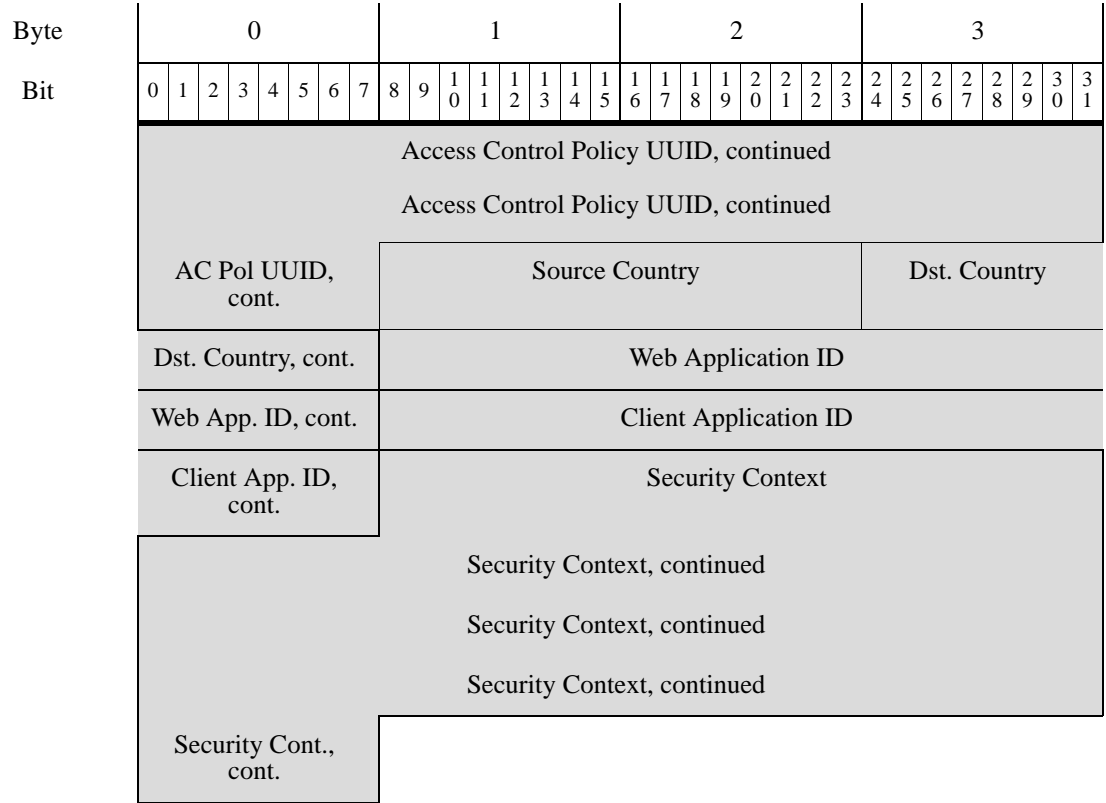 Byte 0 1 2 3
Bit 0 1 2 3 4 5 6 7 8 9 10 11 12 13 14 15 16 17 18 19 20 21 22 23 24 25 26 27 28 29 30 31
Access Control Policy UUID, continued
Access Control Policy UUID, continued
AC Pol UUID,
cont.
Source Country
Dst. Country
Dst. Country, cont.
Web Application ID
Web App. ID, cont.
Client Application ID
Client App. ID,
cont.
Security Context
Security Context, continued
Security Context, continued
Security Context, continued
Security Cont.,
cont.